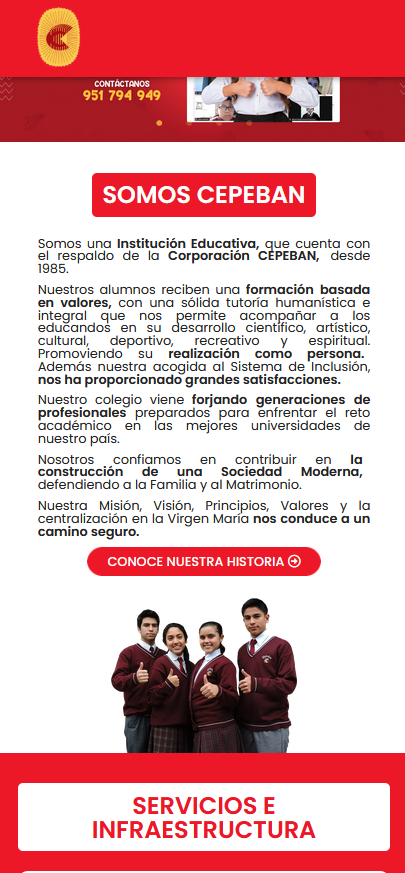 CONTÁCTANOS
951 794 949
SOMOS CEPEBAN
Somos una Institución Educativa, que cuenta con
el respaldo de la Corporación CEPEBAN, desde
1985.
Nuestros alumnos reciben una formación basada
en valores, con una sólida tutoría humanística e
integral que nos permite acompañar a los
educandos en su desarrollo científico, artístico,
cultural, deportivo, recreativo y espiritual.
Promoviendo su realización como persona.
Además nuestra acogida al Sistema de Inclusión,
nos ha proporcionado grandes satisfacciones.
Nuestro colegio viene forjando generaciones de
profesionales preparados para enfrentar el reto
académico en las mejores universidades de
nuestro país.
Nosotros confiamos en contribuir en la
construcción de una Sociedad Moderna,
defendiendo a la Familia y al Matrimonio.
Nuestra Misión, Visión, Principios, Valores y la
centralización en la Virgen María nos conduce a un
camino seguro.
CONOCE NUESTRA HISTORIA
SERVICIOS E
INFRAESTRUCTURA